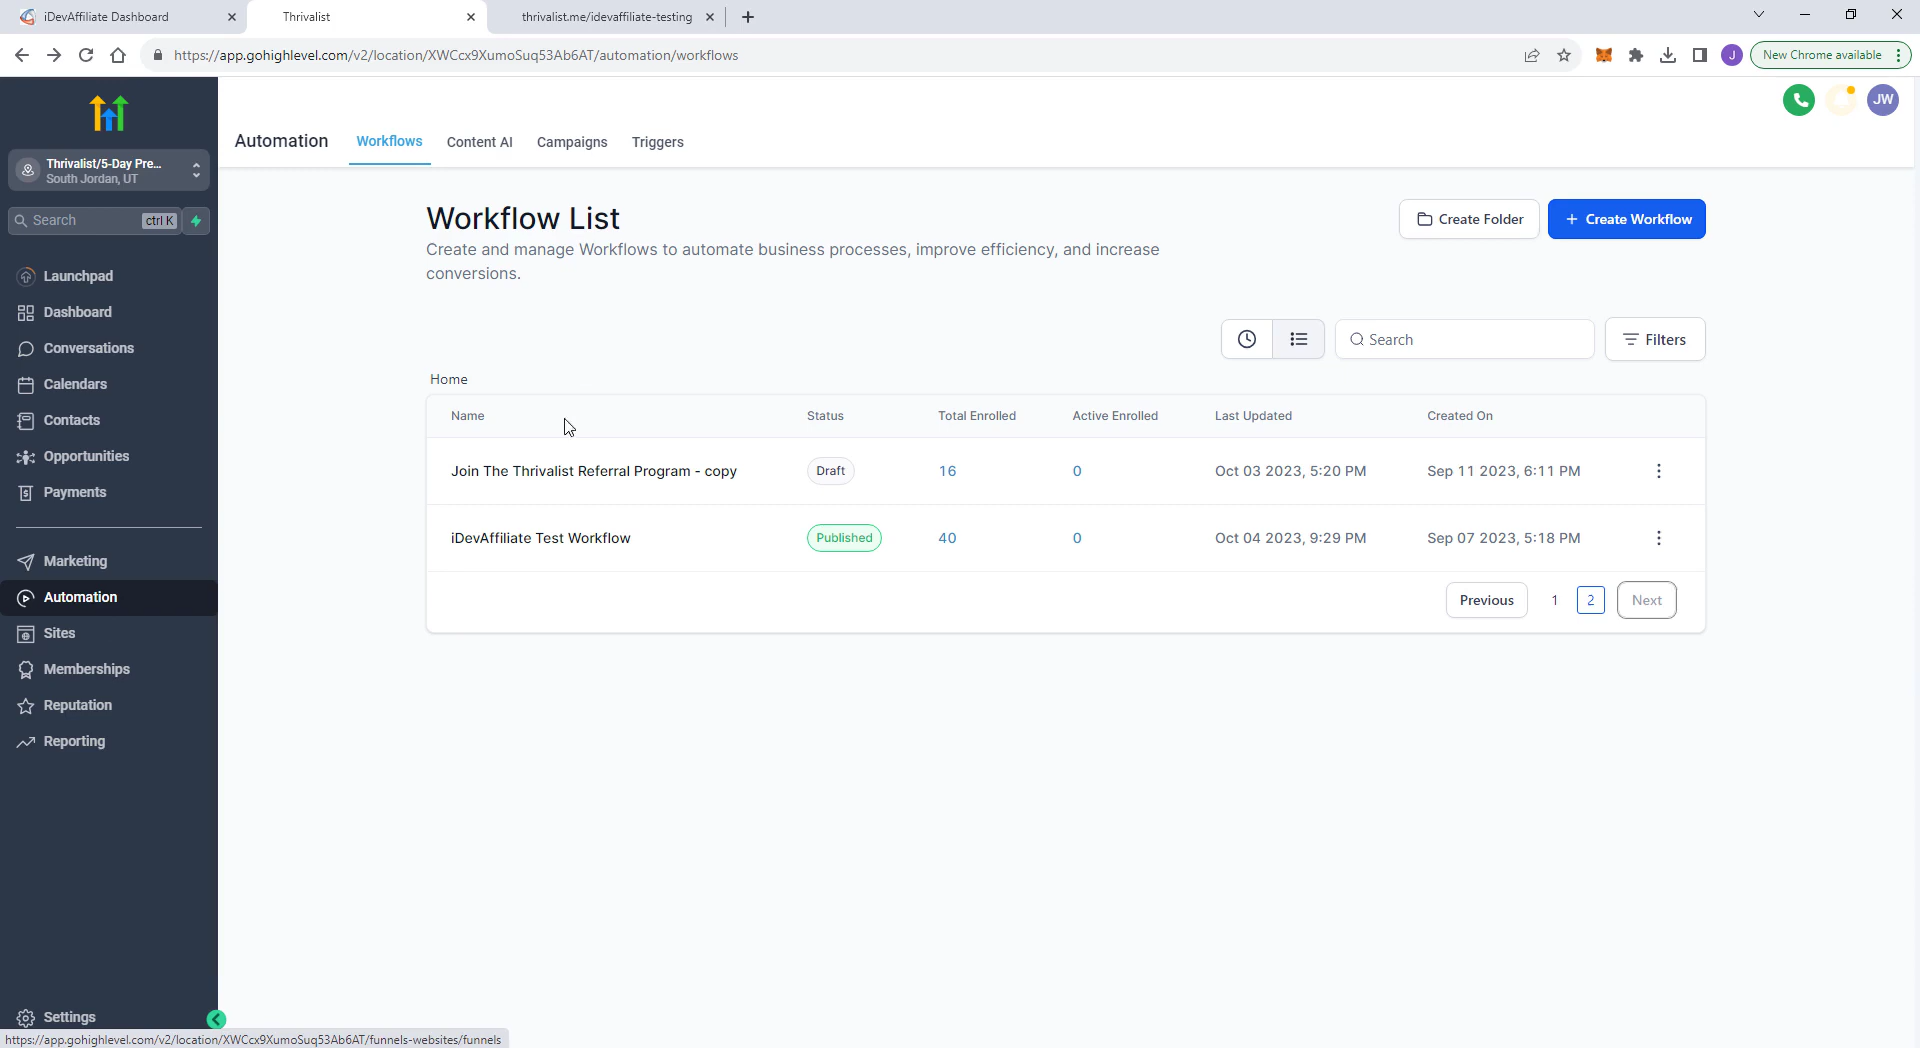 iDevAffiliate Dashboard
Thrivalist
thrivalist.me/idevaffiliate-testing
https://app.gohighlevel.com/v2/location/XWCcx9XumoSuq53Ab6AT/automation/workflows
J
New Chrome available
JW
Thrivalist/5-Day Pre...
South Jordan, UT
Search
ctrl K
Launchpad
Dashboard
Conversations
Calendars
Contacts
Opportunities
Payments
Marketing
Automation
Sites
Memberships
Reputation
Reporting
Settings
Automation
Workflows
Content AI
Campaigns
Triggers
Workflow List
Create and manage Workflows to automate business processes, improve efficiency, and increase
conversions.
Create Folder
+ Create Workflow
Search
Filters
Home
Name Status Total Enrolled Active Enrolled Last Updated Created On
Join The Thrivalist Referral Program - copy Draft 16 0 Oct 03 2023, 5:20 PM Sep 11 2023, 6:11 PM
iDevAffiliate Test Workflow Published 40 0 Oct 04 2023, 9:29 PM Sep 07 2023, 5:18 PM
Previous 1 2 Next
https://app.gohighlevel.com/v2/location/XWCcx9XumoSuq53Ab6AT/funnels-websites/funnels